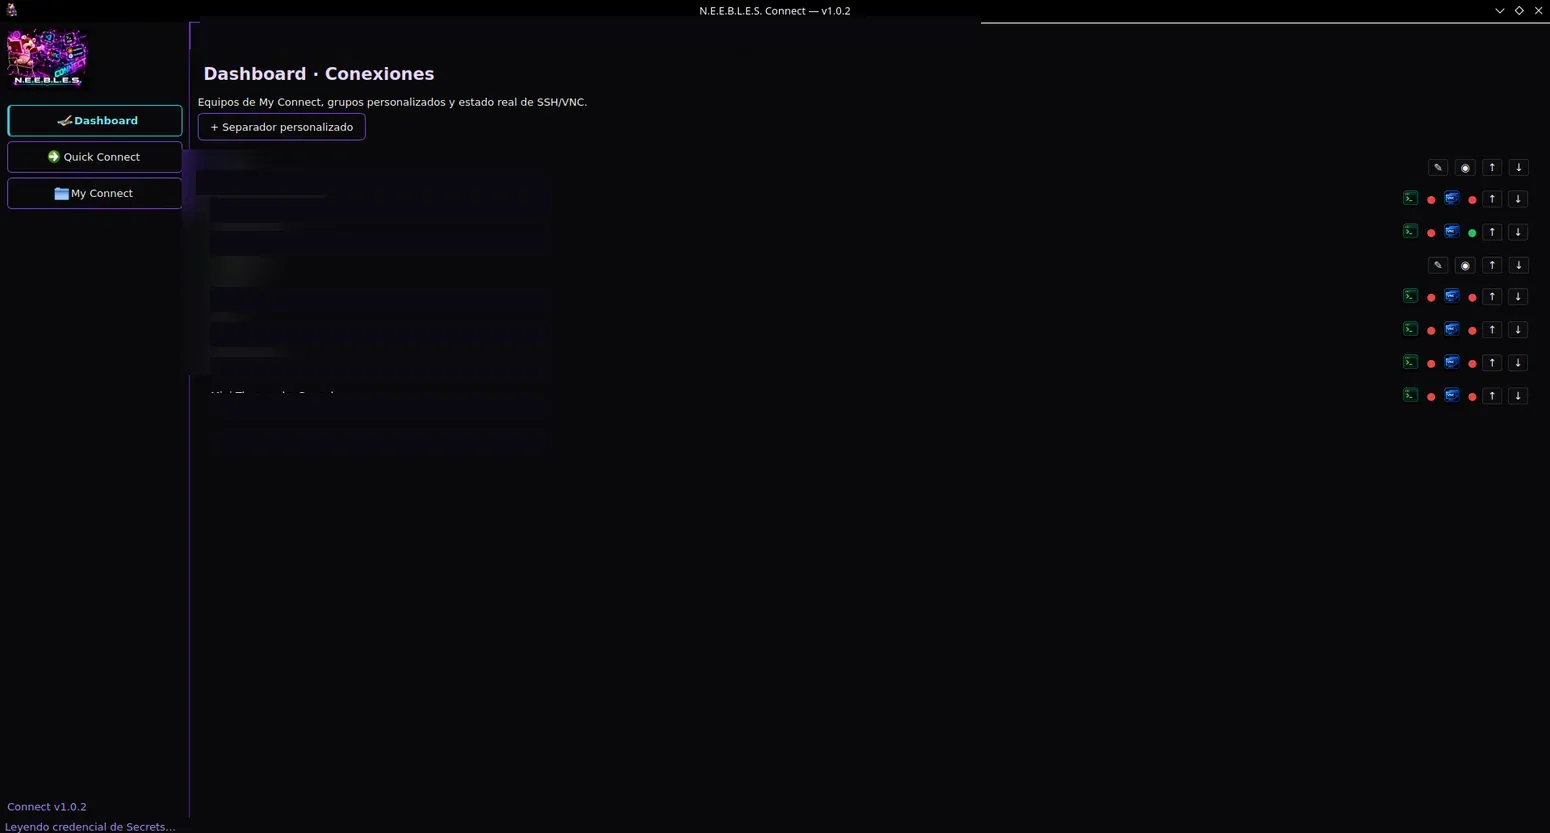 N.E.E.B.L.E.S. Connect — v1.0.2
CONNECT
N.E.E.B.L.E.S.
Dashboard
Quick Connect
My Connect
Dashboard · Conexiones
Equipos de My Connect, grupos personalizados y estado real de SSH/VNC.
+ Separador personalizado
Connect v1.0.2
Leyendo credencial de Secrets...